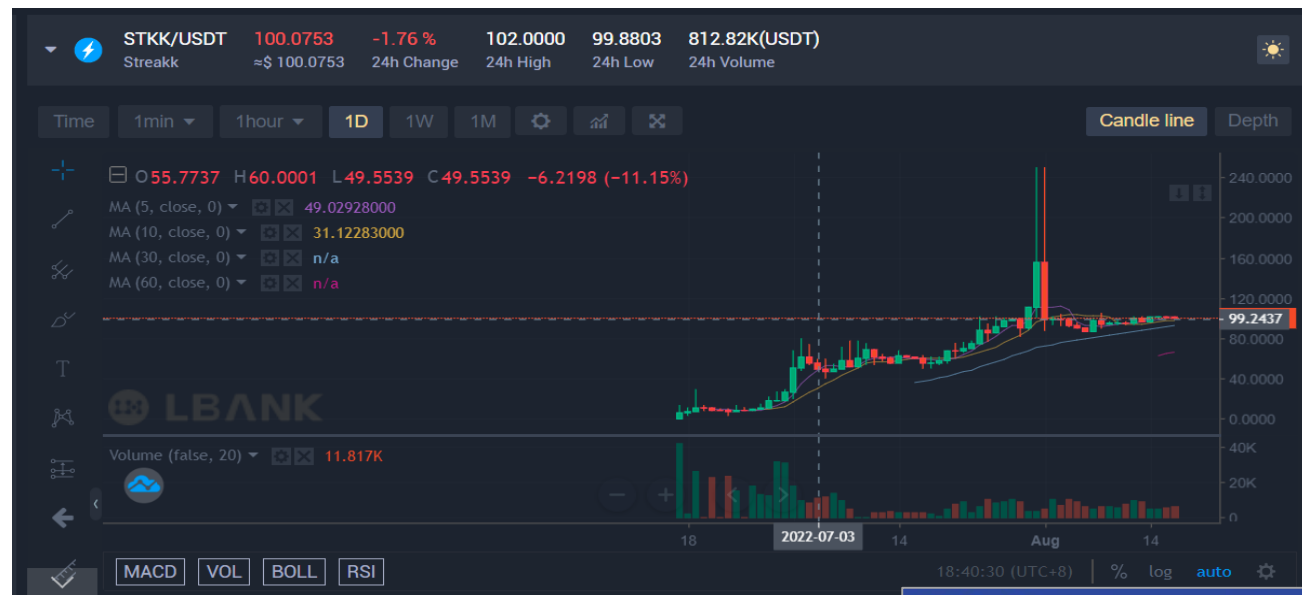 STKK/USDT 100.0753 -1.76 % 102.0000 99.8803 812.82K(USDT)
Streakk ≈$ 100.0753 24h Change 24h High 24h Low 24h Volume
Time 1min 1hour 1D 1W 1M Candle line Depth
O55.7737 H60.0001 L49.5539 C49.5539 −6.2198 (−11.15%)
MA (5, close, 0) 49.02928000
MA (10, close, 0) 31.12283000
MA (30, close, 0) n/a
MA (60, close, 0) n/a
240.0000
200.0000
160.0000
120.0000
99.2437
80.0000
40.0000
0.0000
LBANK
Volume (false, 20) 11.817K
40K
20K
0
18 2022-07-03 14 Aug 14
MACD VOL BOLL RSI 18:40:30 (UTC+8) % log auto